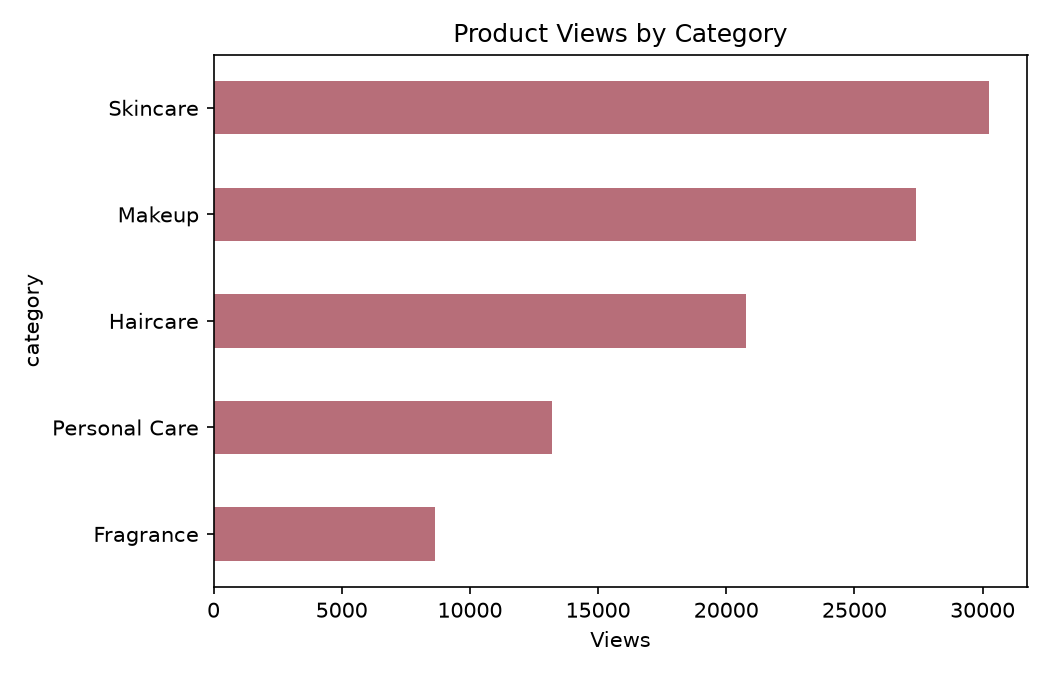 Product Views by Category
category
Skincare
Makeup
Haircare
Personal Care
Fragrance
0 5000 10000 15000 20000 25000 30000
Views